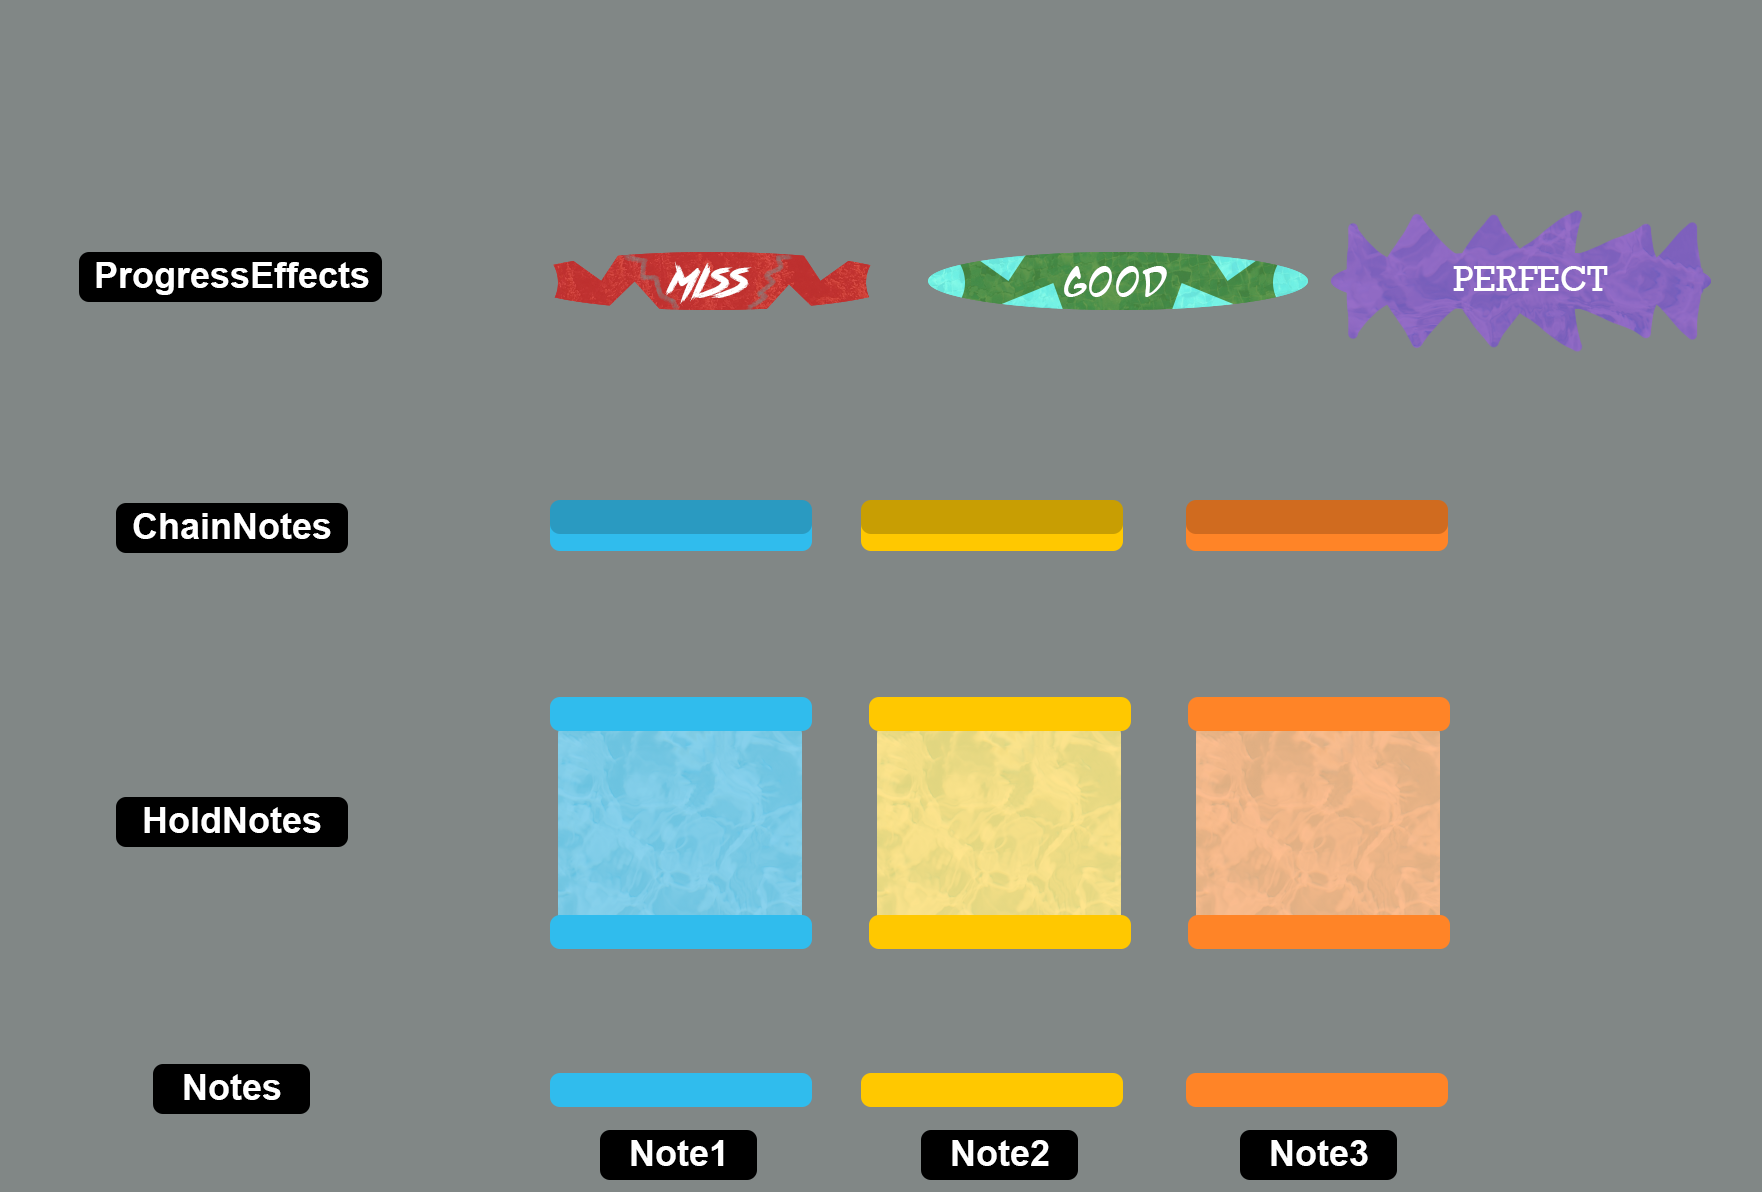 ProgressEffects
MISS
GOOD
PERFECT
ChainNotes
HoldNotes
Notes
Note1
Note2
Note3